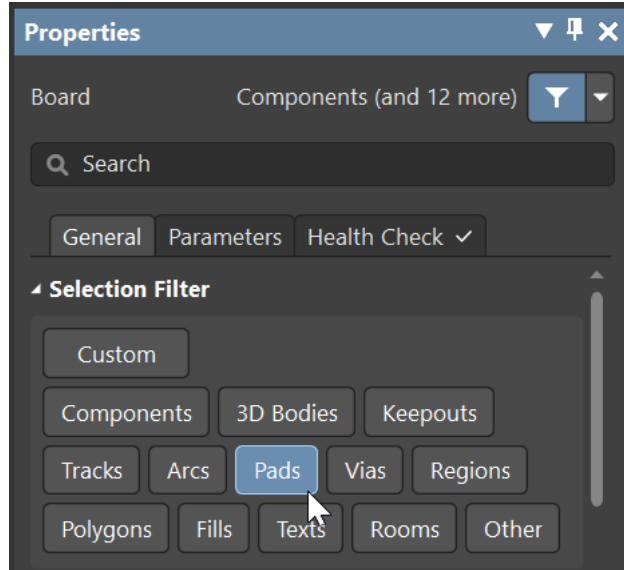 Properties
Board Components (and 12 more)
Search
General Parameters Health Check
Selection Filter
Custom
Components 3D Bodies Keepouts
Tracks Arcs Pads Vias Regions
Polygons Fills Texts Rooms Other